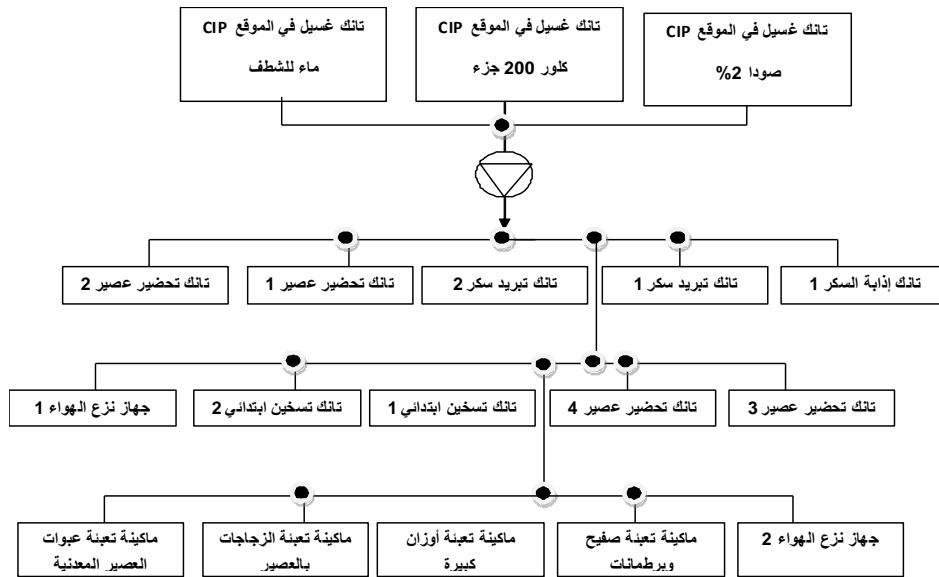 تانك غسيل في الموقع CIP
صودا 2%
تانك غسيل في الموقع CIP
كلور 200 جزء
تانك غسيل في الموقع CIP
ماء للشطف
تانك إذابة السكر 1
تانك تبريد سكر 1
تانك تبريد سكر 2
تانك تحضير عصير 1
تانك تحضير عصير 2
تانك تحضير عصير 3
تانك تحضير عصير 4
تانك تسخين ابتدائي 1
تانك تسخين ابتدائي 2
جهاز نزع الهواء 1
جهاز نزع الهواء 2
ماكينة تعبئة صفيح
وبرطمانات
ماكينة تعبئة أوزان
كبيرة
ماكينة تعبئة الزجاجات
بالعصير
ماكينة تعبئة عبوات
العصير المعدنية